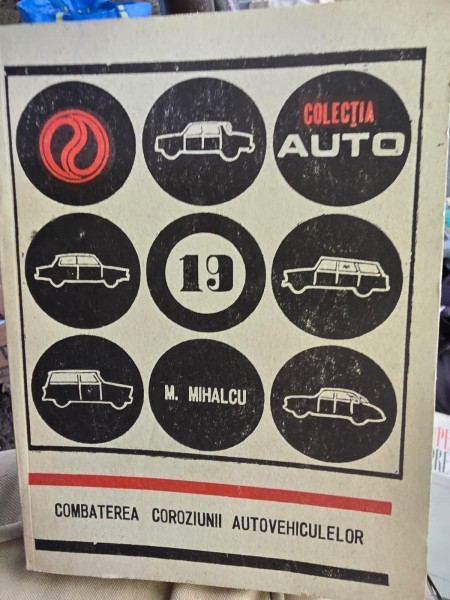 COLECȚIA
AUTO
19
M. MIHALCU
COMBATEREA COROZIUNII AUTOVEHICULELOR